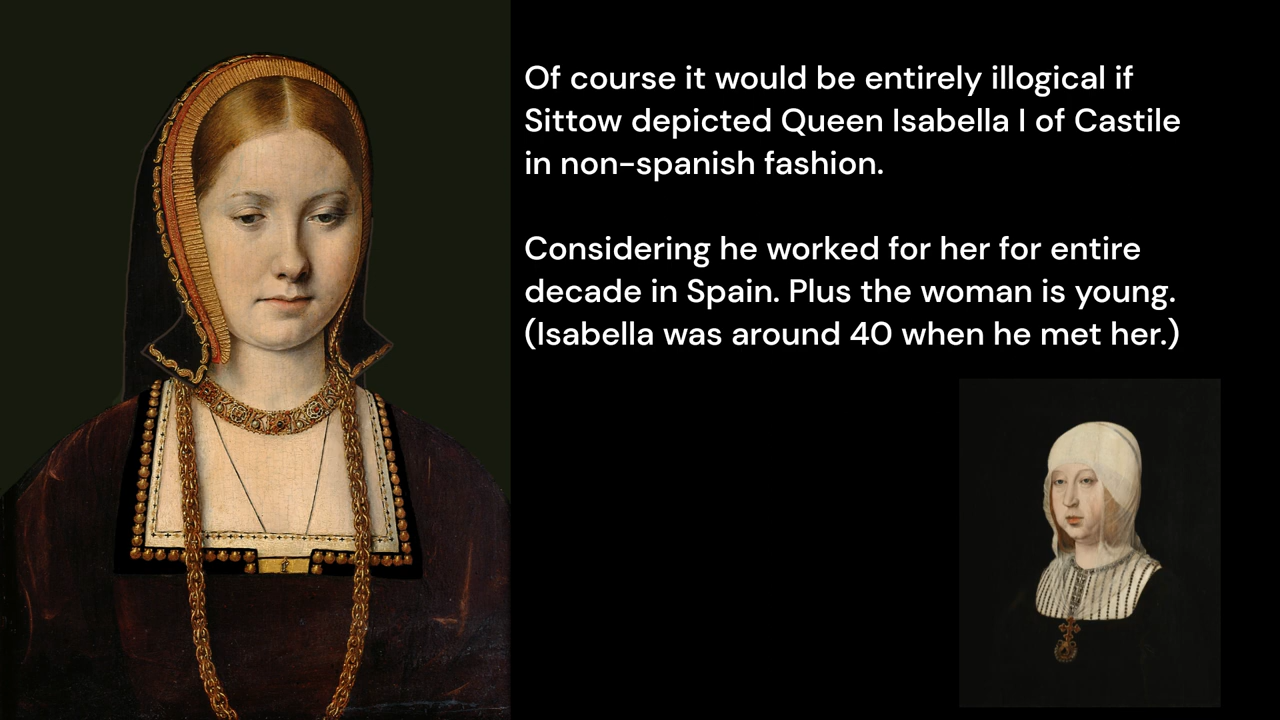 Of course it would be entirely illogical if
Sittow depicted Queen Isabella I of Castile
in non-spanish fashion.
Considering he worked for her for entire
decade in Spain. Plus the woman is young.
(Isabella was around 40 when he met her.)